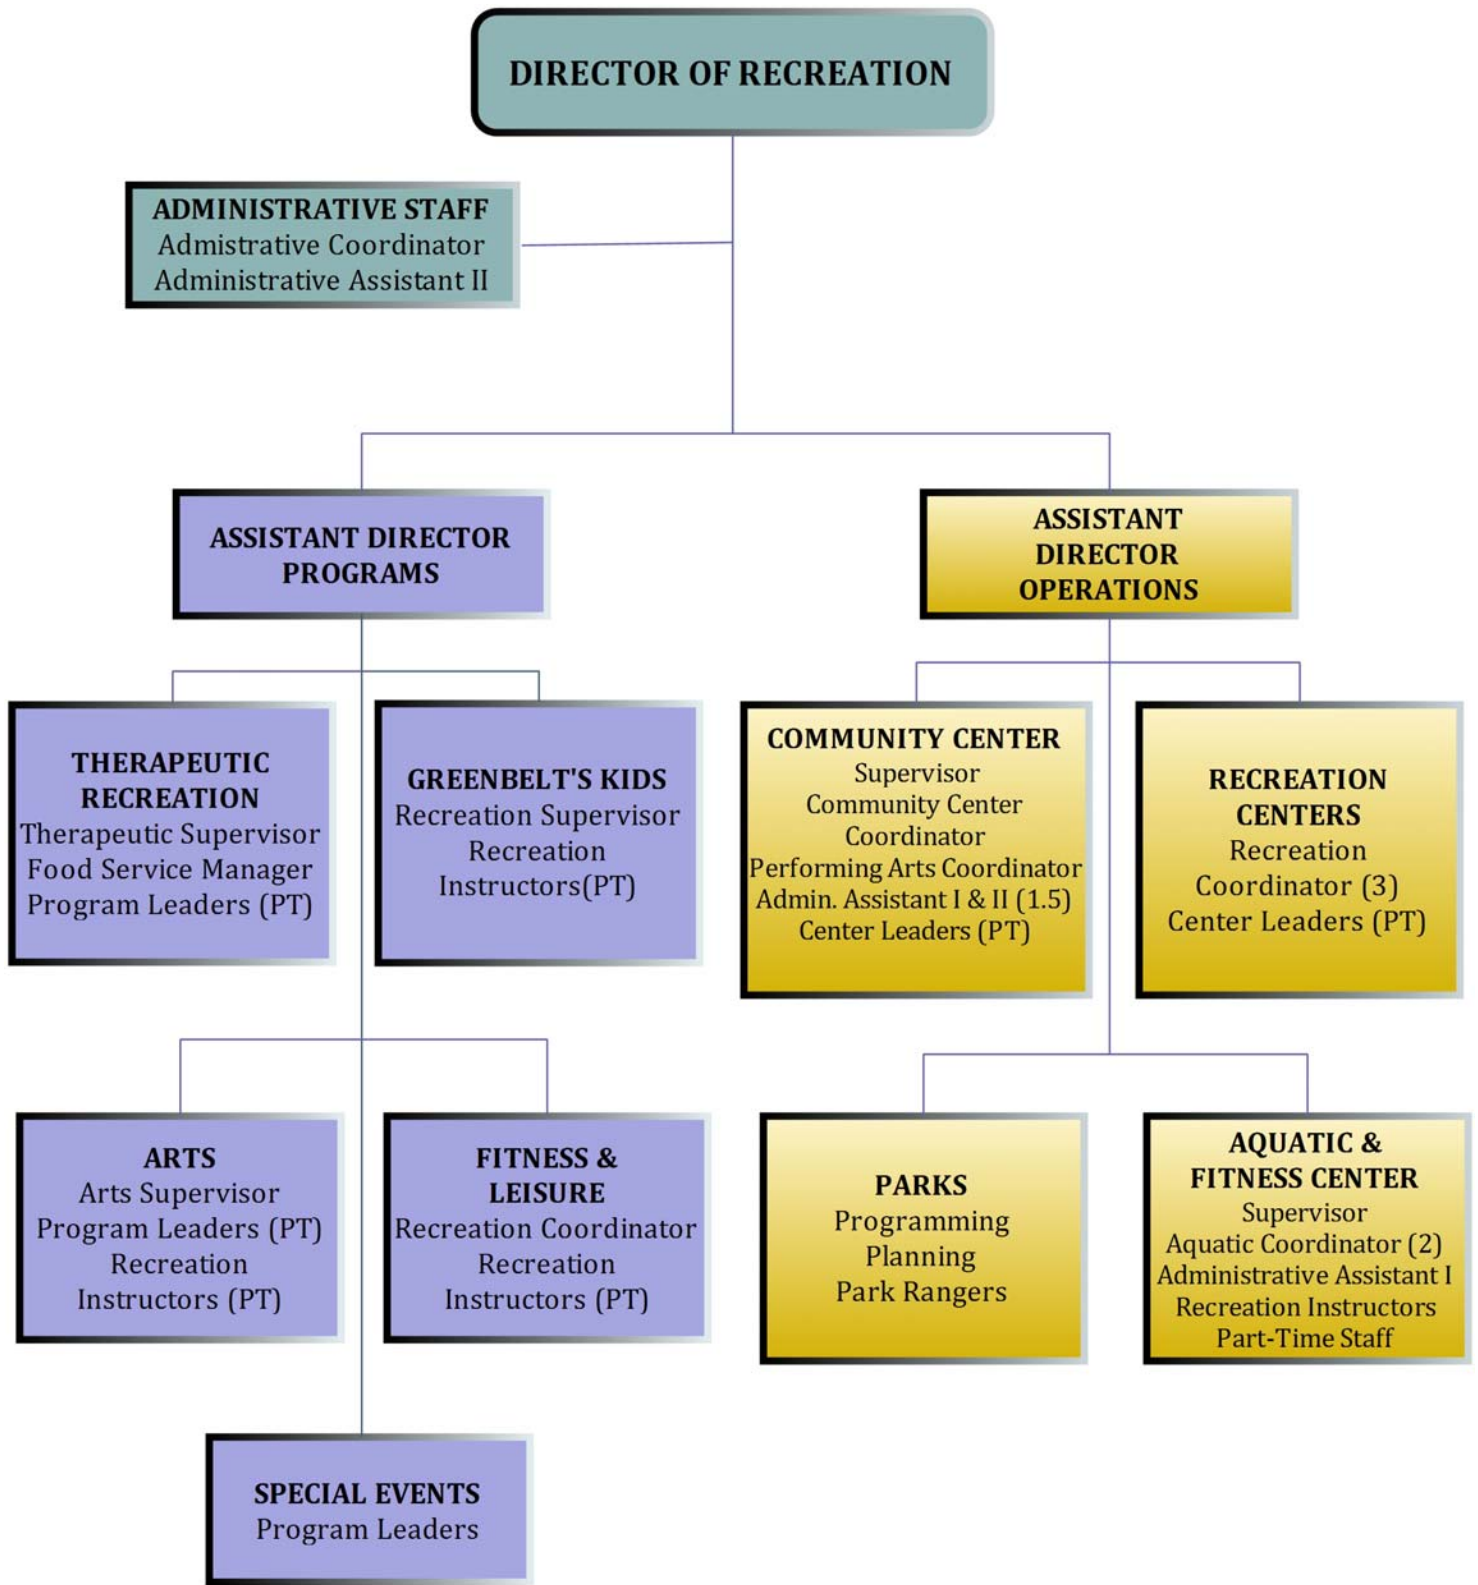 DIRECTOR OF RECREATION
ADMINISTRATIVE STAFF
Admistrative Coordinator
Administrative Assistant II
ASSISTANT DIRECTOR
PROGRAMS
ASSISTANT
DIRECTOR
OPERATIONS
THERAPEUTIC
RECREATION
Therapeutic Supervisor
Food Service Manager
Program Leaders (PT)
GREENBELT'S KIDS
Recreation Supervisor
Recreation
Instructors(PT)
COMMUNITY CENTER
Supervisor
Community Center
Coordinator
Performing Arts Coordinator
Admin. Assistant I & II (1.5)
Center Leaders (PT)
RECREATION
CENTERS
Recreation
Coordinator (3)
Center Leaders (PT)
ARTS
Arts Supervisor
Program Leaders (PT)
Recreation
Instructors (PT)
FITNESS &
LEISURE
Recreation Coordinator
Recreation
Instructors (PT)
PARKS
Programming
Planning
Park Rangers
AQUATIC &
FITNESS CENTER
Supervisor
Aquatic Coordinator (2)
Administrative Assistant I
Recreation Instructors
Part-Time Staff
SPECIAL EVENTS
Program Leaders